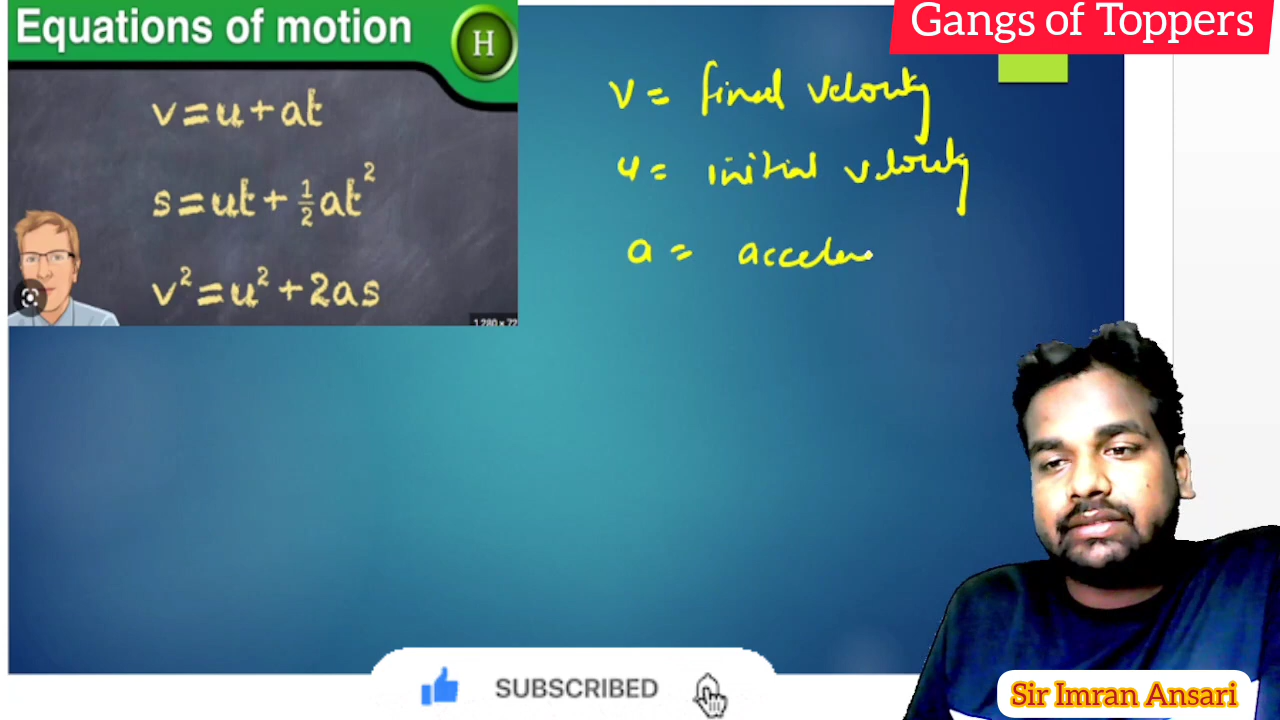 Equations of motion
H
v=u+at
s=ut+½at²
v²=u²+2as
Gangs of Toppers
v = final velocity
u = initial velocity
a = accelera
SUBSCRIBED
Sir Imran Ansari